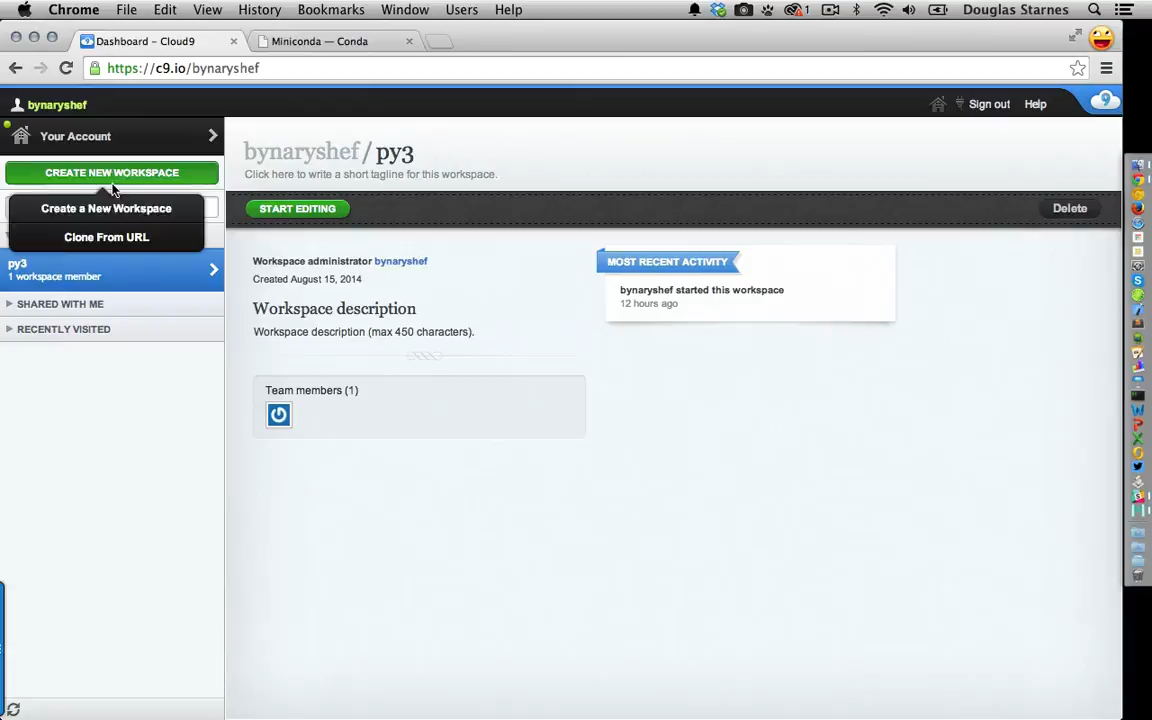 Chrome File Edit View History Bookmarks Window Users Help 1 Douglas Starnes
Dashboard - Cloud9
Miniconda — Conda
https://c9.io/bynaryshef
bynaryshef
Sign out Help 9
Your Account
CREATE NEW WORKSPACE
Create a New Workspace
Clone From URL
py3
1 workspace member
SHARED WITH ME
RECENTLY VISITED
bynaryshef / py3
Click here to write a short tagline for this workspace.
START EDITING
Delete
Workspace administrator bynaryshef
Created August 15, 2014
Workspace description
Workspace description (max 450 characters).
Team members (1)
MOST RECENT ACTIVITY
bynaryshef started this workspace
12 hours ago